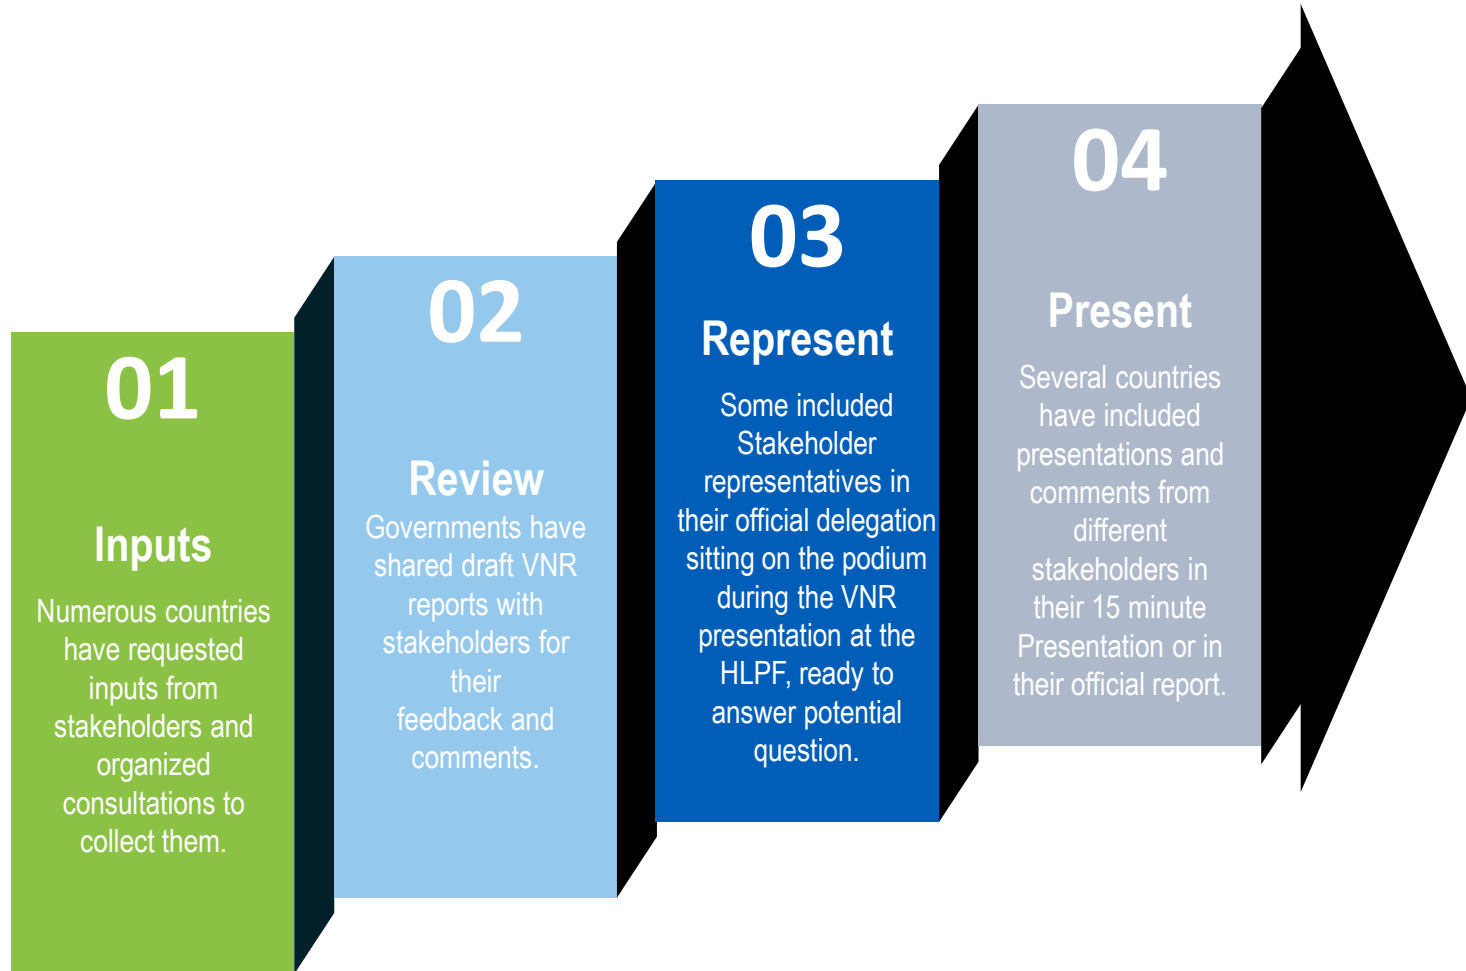 01
Inputs
Numerous countries
have requested
inputs from
stakeholders and
organized
consultations to
collect them.
02
Review
Governments have
shared draft VNR
reports with
stakeholders for
their
feedback and
comments.
03
Represent
Some included
Stakeholder
representatives in
their official delegation
sitting on the podium
during the VNR
presentation at the
HLPF, ready to
answer potential
question.
04
Present
Several countries
have included
presentations and
comments from
different
stakeholders in
their 15 minute
Presentation or in
their official report.